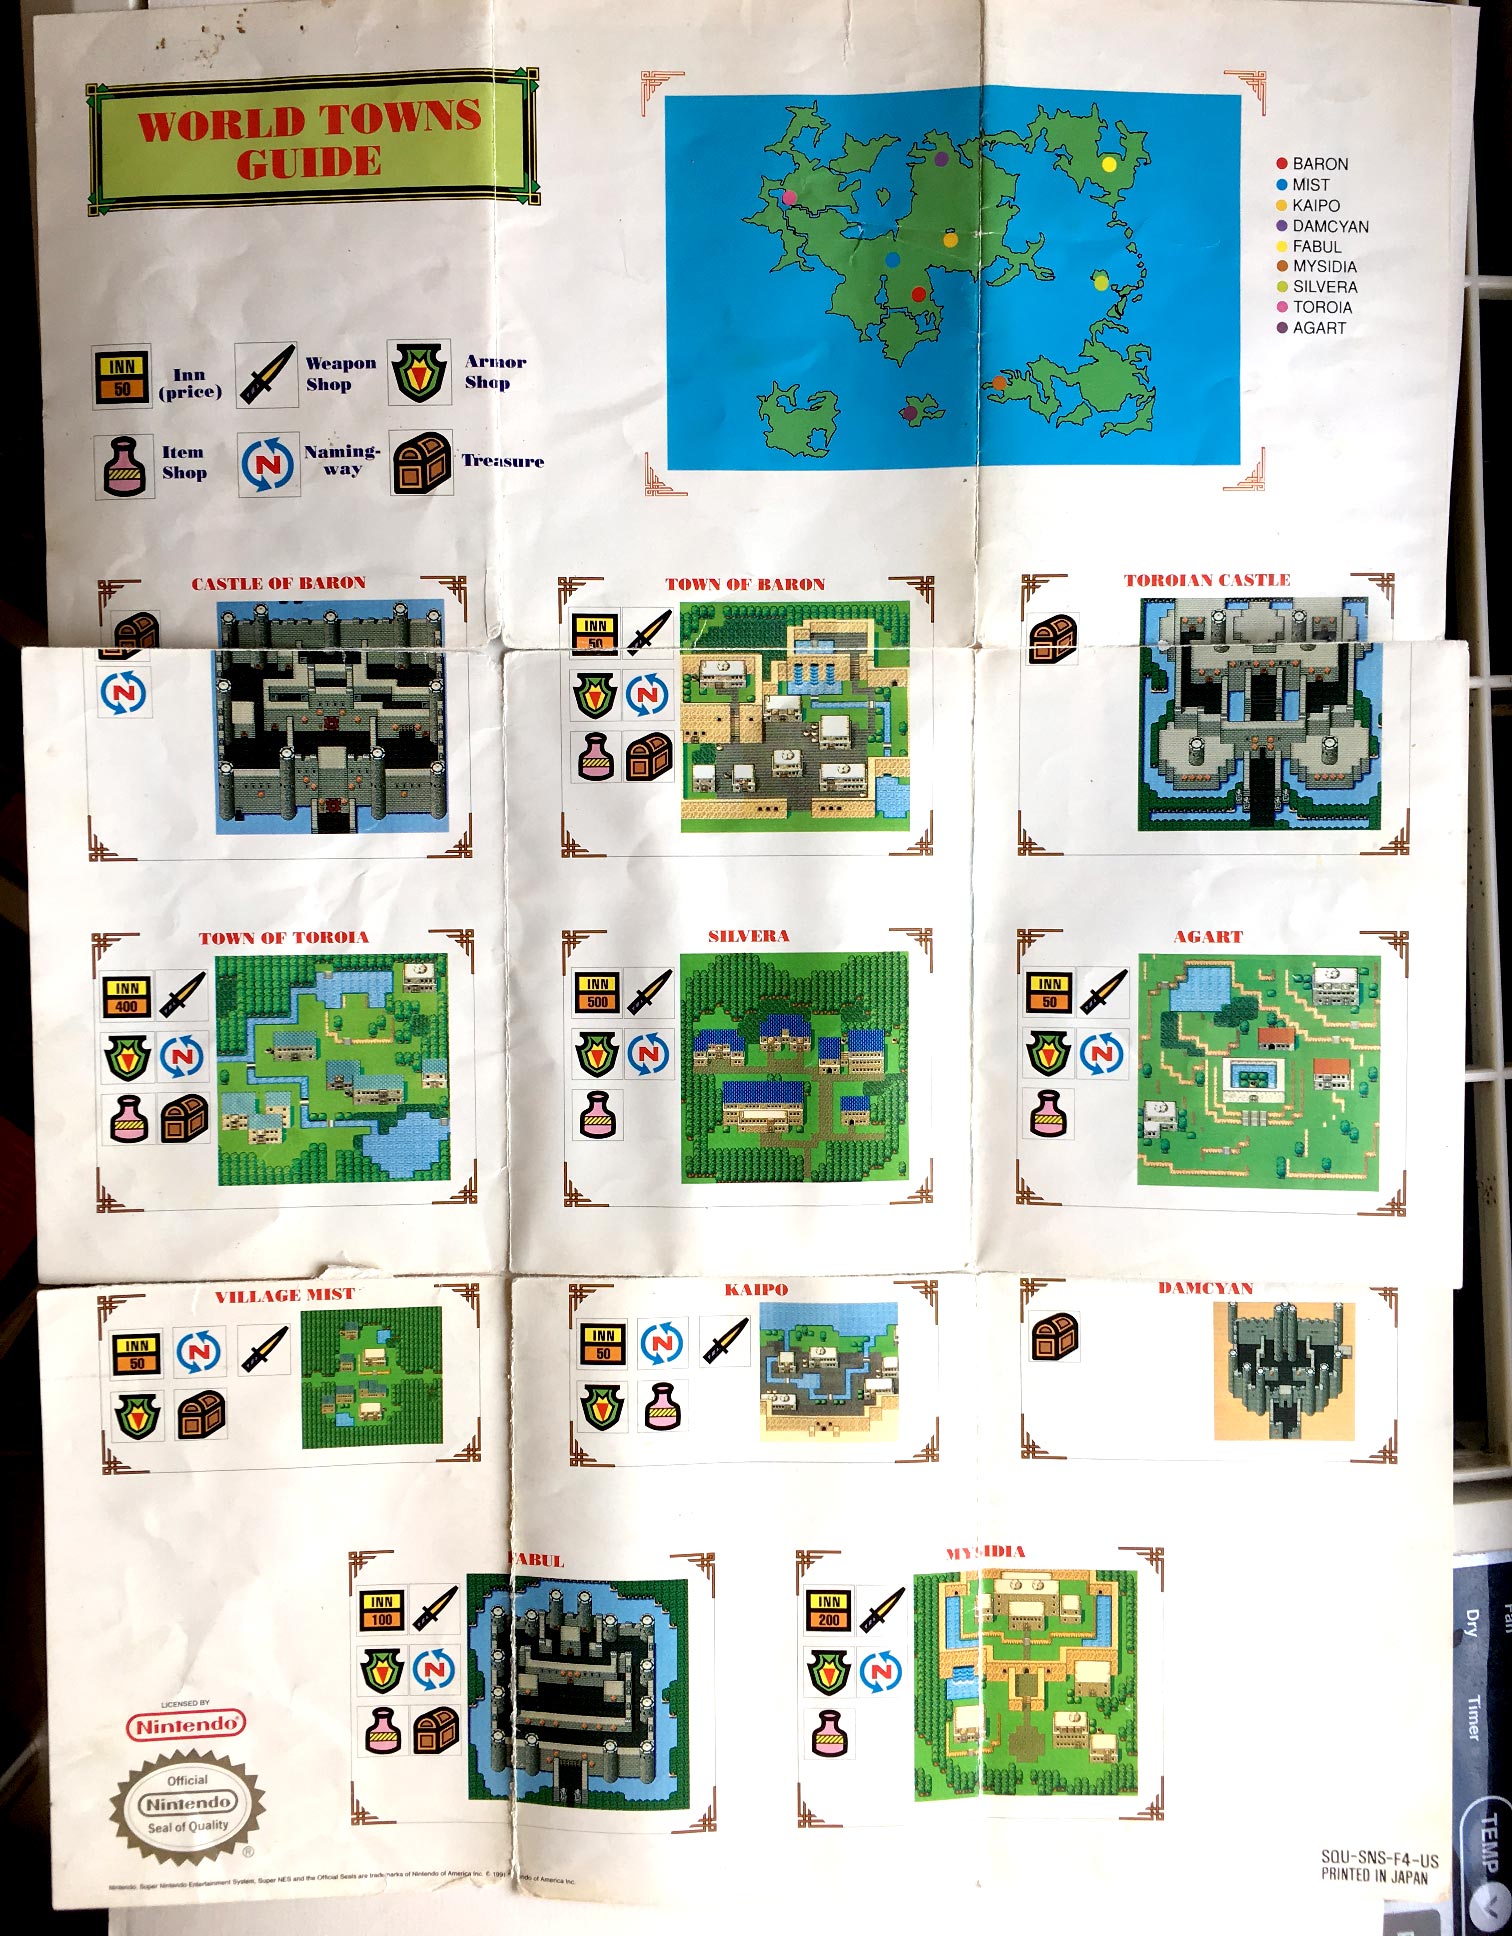 WORLD TOWNS
GUIDE
BARON
MIST
KAIPO
DAMCYAN
FABUL
MYSIDIA
SILVERA
TOROIA
AGART
INN
50
Inn
(price)
Weapon
Shop
Armor
Shop
Item
Shop
N
Naming-
way
Treasure
CASTLE OF BARON
N
TOWN OF BARON
INN
50
N
TOROIAN CASTLE
TOWN OF TOROIA
INN
400
N
SILVERA
INN
500
N
AGART
INN
50
N
VILLAGE MIST
INN
50
N
KAIPO
INN
50
N
DAMCYAN
FABUL
INN
100
N
MYSIDIA
INN
200
N
LICENSED BY
Nintendo®
Official
Nintendo
Seal of Quality
®
Nintendo, Super Nintendo Entertainment System, Super NES and the Official Seals are trademarks of Nintendo of America Inc. © 1991 Nintendo of America Inc.
SQU-SNS-F4-US
PRINTED IN JAPAN
Dry
Timer
TEMP